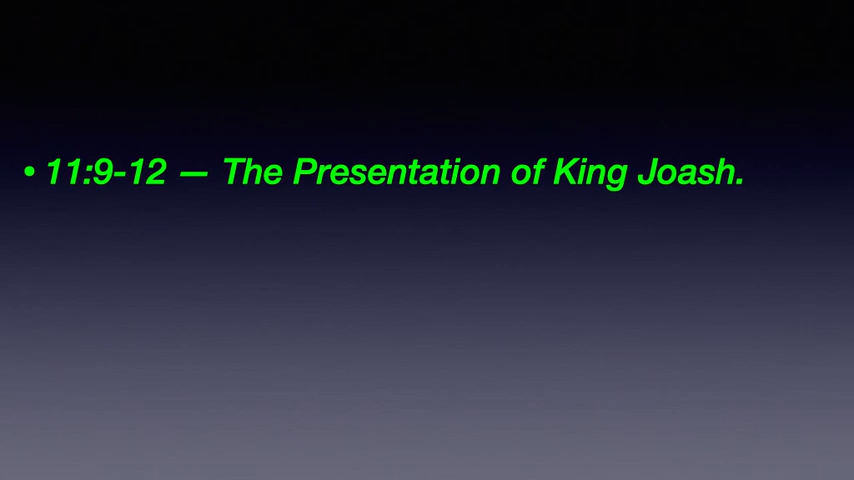 • 11:9-12 — The Presentation of King Joash.